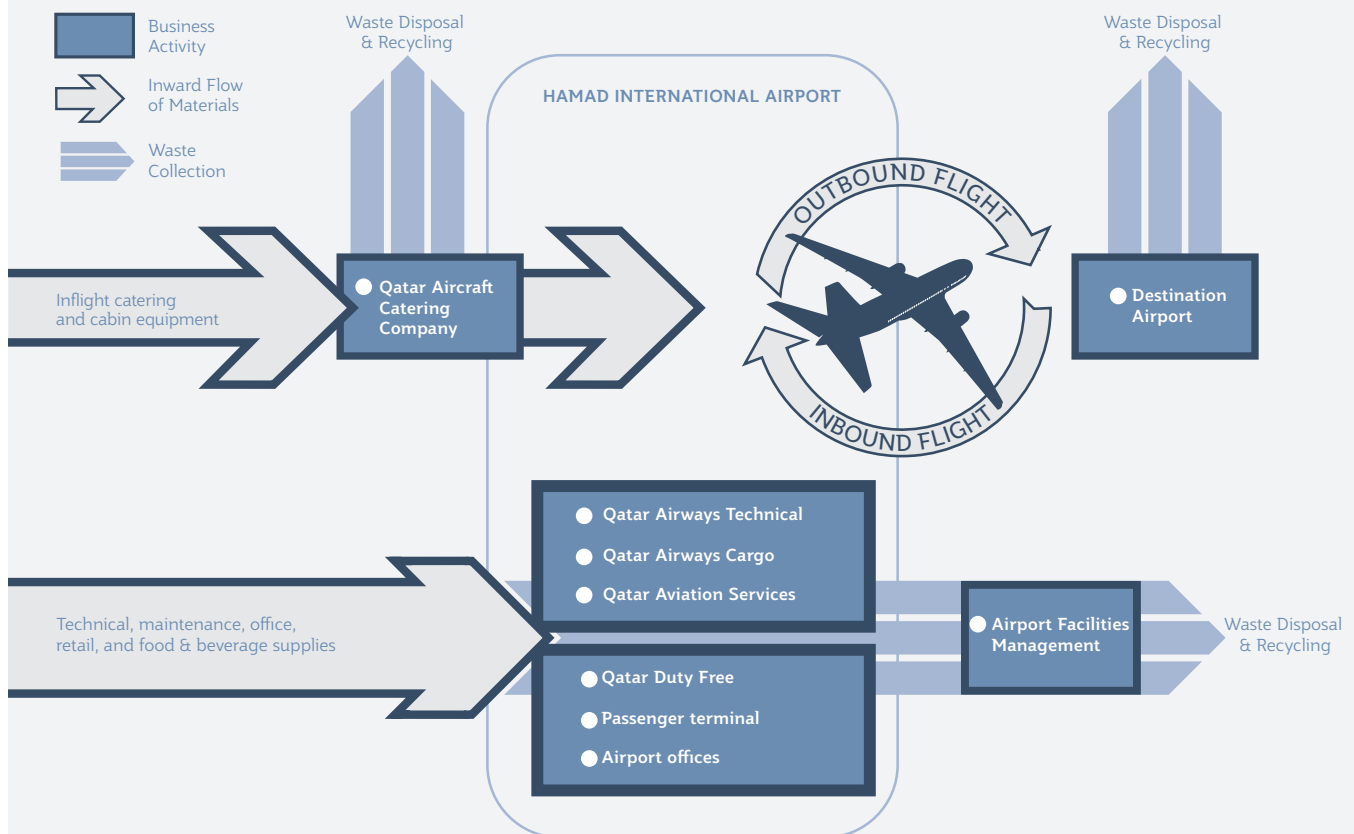 Business
Activity
Inward Flow
of Materials
Waste
Collection
Waste Disposal
& Recycling
Waste Disposal
& Recycling
HAMAD INTERNATIONAL AIRPORT
OUTBOUND FLIGHT
INBOUND FLIGHT
Inflight catering
and cabin equipment
Qatar Aircraft
Catering
Company
Destination
Airport
Technical, maintenance, office,
retail, and food & beverage supplies
Qatar Airways Technical
Qatar Airways Cargo
Qatar Aviation Services
Qatar Duty Free
Passenger terminal
Airport offices
Airport Facilities
Management
Waste Disposal
& Recycling